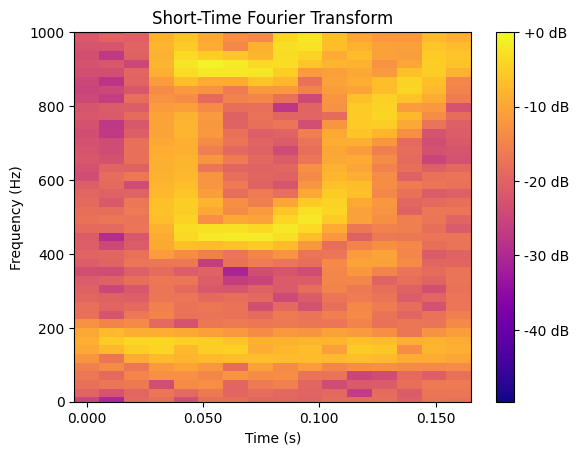 Short-Time Fourier Transform
1000
800
600
400
200
0
Frequency (Hz)
0.000
0.050
0.100
0.150
Time (s)
+0 dB
-10 dB
-20 dB
-30 dB
-40 dB